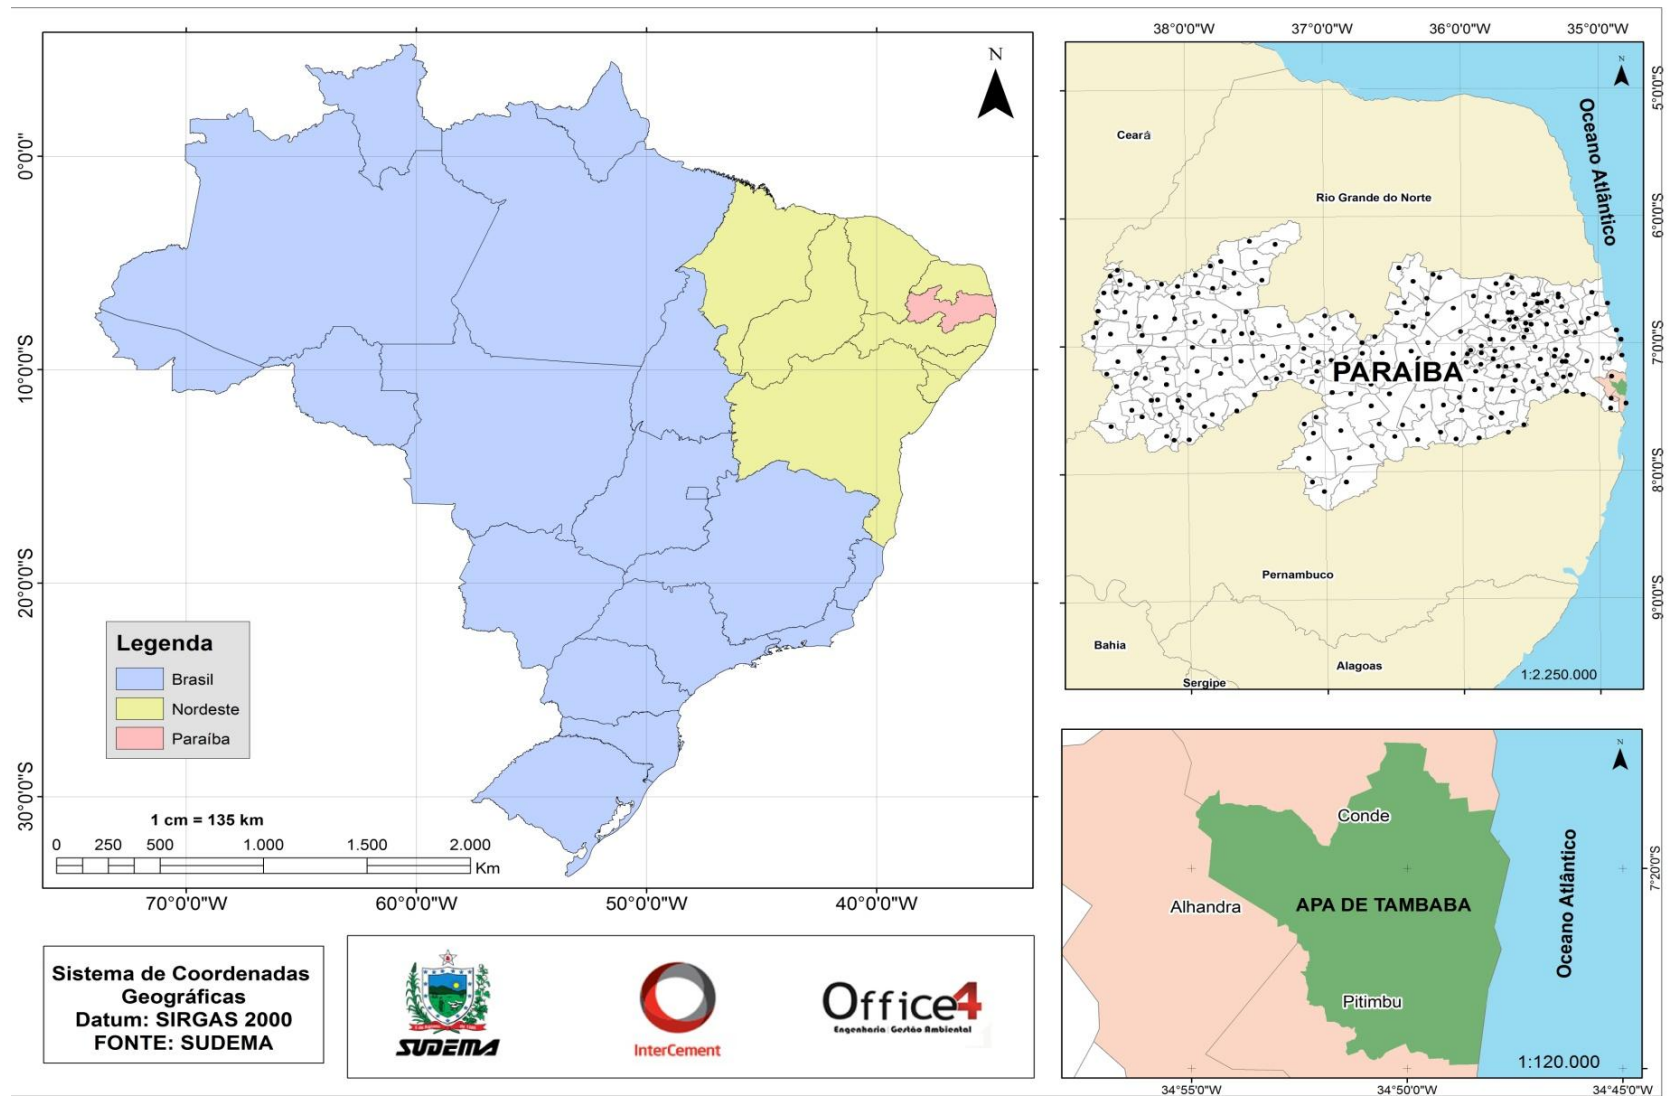 N
0°0'0"
10°0'0"S
20°0'0"S
30°0'0"S
Legenda
Brasil
Nordeste
Paraíba
1 cm = 135 km
0 250 500 1.000 1.500 2.000
Km
70°0'0"W 60°0'0"W 50°0'0"W 40°0'0"W
38°0'0"W 37°0'0"W 36°0'0"W 35°0'0"W
N
5°0'0"S
6°0'0"S
7°0'0"S
8°0'0"S
9°0'0"S
Oceano Atlântico
Ceará
Rio Grande do Norte
PARAÍBA
Pernambuco
Bahia
Alagoas
Sergipe
1:2.250.000
N
Conde
Alhandra
APA DE TAMBABA
Pitimbu
Oceano Atlântico
7°20'0"S
1:120.000
34°55'0"W 34°50'0"W 34°45'0"W
Sistema de Coordenadas
Geográficas
Datum: SIRGAS 2000
FONTE: SUDEMA
SUDEMA
InterCement
Office4
Engenharia Gestão Ambiental